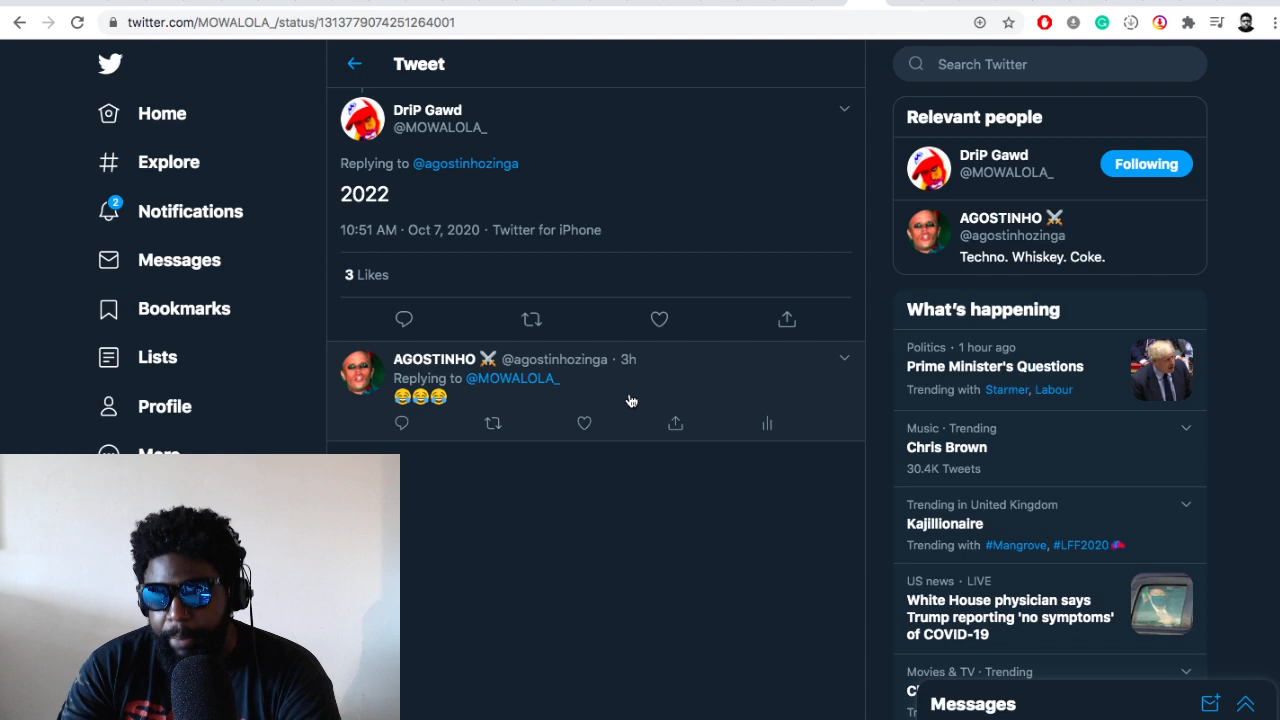 twitter.com/MOWALOLA_/status/1313779074251264001
Home
Explore
2
Notifications
Messages
Bookmarks
Lists
Profile
More
Tweet
DriP Gawd
@MOWALOLA_
Replying to @agostinhozinga
2022
10:51 AM · Oct 7, 2020 · Twitter for iPhone
3 Likes
AGOSTINHO ⚔️ @agostinhozinga · 3h
Replying to @MOWALOLA_
😂😂😂
Search Twitter
Relevant people
DriP Gawd
@MOWALOLA_
Following
AGOSTINHO ⚔️
@agostinhozinga
Techno. Whiskey. Coke.
What's happening
Politics · 1 hour ago
Prime Minister's Questions
Trending with Starmer, Labour
Music · Trending
Chris Brown
30.4K Tweets
Trending in United Kingdom
Kajillionaire
Trending with #Mangrove, #LFF2020
US news · LIVE
White House physician says
Trump reporting 'no symptoms'
of COVID-19
Movies & TV · Trending
Messages